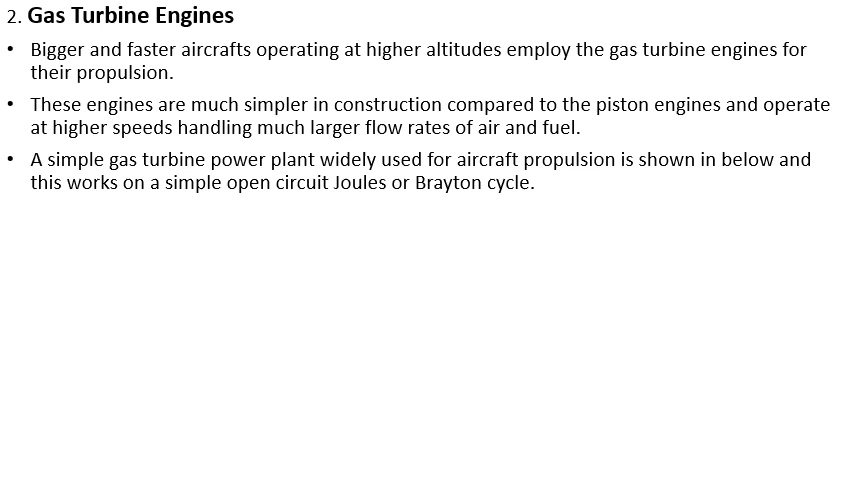 2. Gas Turbine Engines
• Bigger and faster aircrafts operating at higher altitudes employ the gas turbine engines for
their propulsion.
• These engines are much simpler in construction compared to the piston engines and operate
at higher speeds handling much larger flow rates of air and fuel.
• A simple gas turbine power plant widely used for aircraft propulsion is shown in below and
this works on a simple open circuit Joules or Brayton cycle.